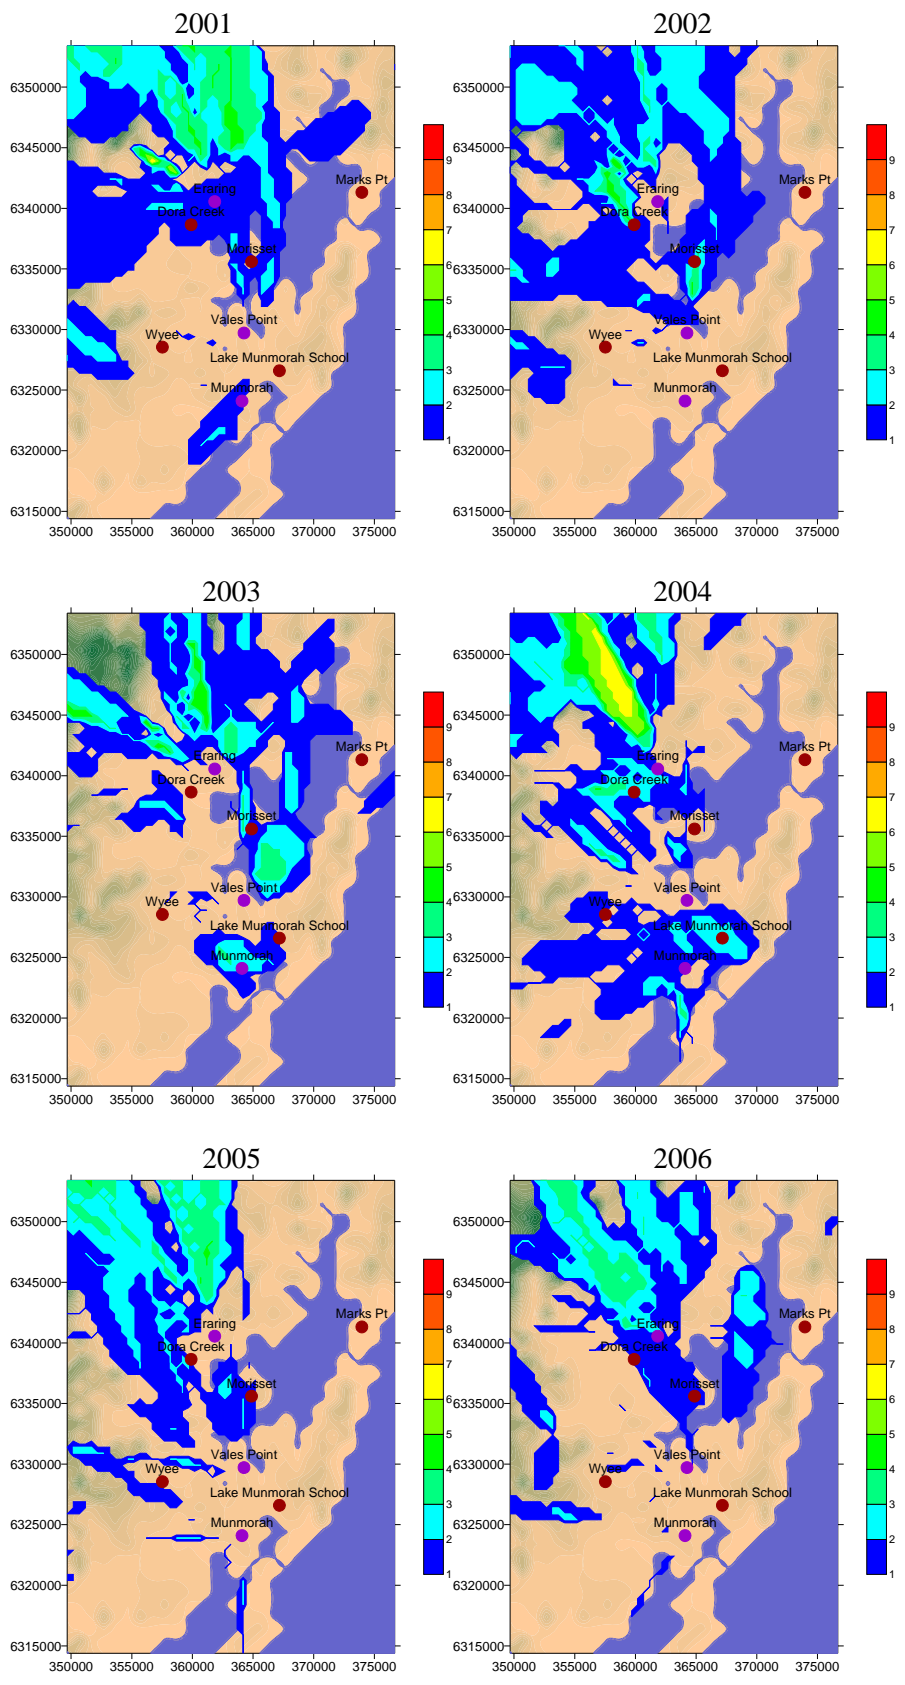 2001
2002
6350000
6345000
6340000
6335000
6330000
6325000
6320000
6315000
350000 355000 360000 365000 370000 375000
Marks Pt
Eraring
Dora Creek
Morisset
Vales Point
Wyee
Lake Munmorah School
Munmorah
9
8
7
6
5
4
3
2
1
6350000
6345000
6340000
6335000
6330000
6325000
6320000
6315000
350000 355000 360000 365000 370000 375000
Marks Pt
Eraring
Dora Creek
Morisset
Vales Point
Wyee
Lake Munmorah School
Munmorah
9
8
7
6
5
4
3
2
1
2003
2004
6350000
6345000
6340000
6335000
6330000
6325000
6320000
6315000
350000 355000 360000 365000 370000 375000
Marks Pt
Eraring
Dora Creek
Morisset
Vales Point
Wyee
Lake Munmorah School
Munmorah
9
8
7
6
5
4
3
2
1
6350000
6345000
6340000
6335000
6330000
6325000
6320000
6315000
350000 355000 360000 365000 370000 375000
Marks Pt
Eraring
Dora Creek
Morisset
Vales Point
Wyee
Lake Munmorah School
Munmorah
9
8
7
6
5
4
3
2
1
2005
2006
6350000
6345000
6340000
6335000
6330000
6325000
6320000
6315000
350000 355000 360000 365000 370000 375000
Marks Pt
Eraring
Dora Creek
Morisset
Vales Point
Wyee
Lake Munmorah School
Munmorah
9
8
7
6
5
4
3
2
1
6350000
6345000
6340000
6335000
6330000
6325000
6320000
6315000
350000 355000 360000 365000 370000 375000
Marks Pt
Eraring
Dora Creek
Morisset
Vales Point
Wyee
Lake Munmorah School
Munmorah
9
8
7
6
5
4
3
2
1